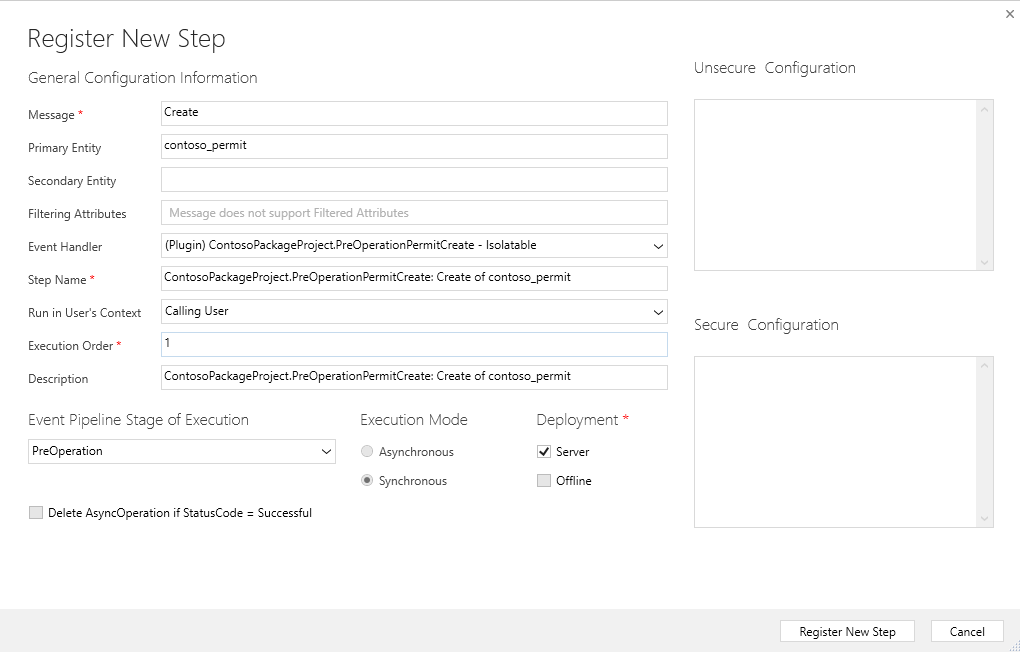 Register New Step
General Configuration Information
Message *
Create
Primary Entity
contoso_permit
Secondary Entity
Filtering Attributes
Message does not support Filtered Attributes
Event Handler
(Plugin) ContosoPackageProject.PreOperationPermitCreate - Isolatable
Step Name *
ContosoPackageProject.PreOperationPermitCreate: Create of contoso_permit
Run in User's Context
Calling User
Execution Order *
1
Description
ContosoPackageProject.PreOperationPermitCreate: Create of contoso_permit
Event Pipeline Stage of Execution
PreOperation
Execution Mode
Asynchronous
Synchronous
Deployment *
Server
Offline
Delete AsyncOperation if StatusCode = Successful
Unsecure Configuration
Secure Configuration
Register New Step
Cancel